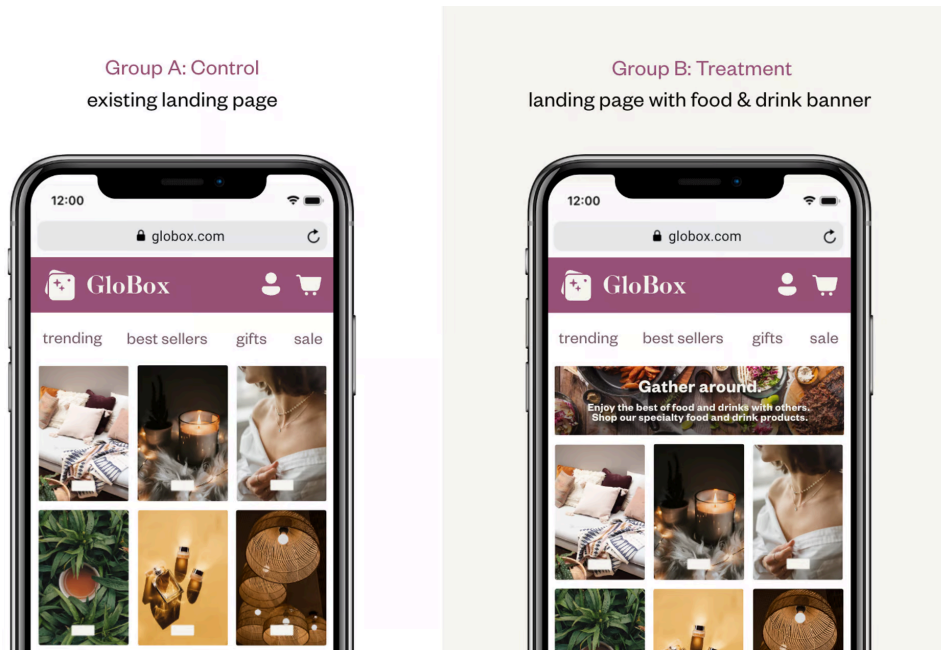 Group A: Control
existing landing page
12:00
globox.com
GloBox
trending best sellers gifts sale
Group B: Treatment
landing page with food & drink banner
12:00
globox.com
GloBox
trending best sellers gifts sale
Gather around.
Enjoy the best of food and drinks with others.
Shop our specialty food and drink products.